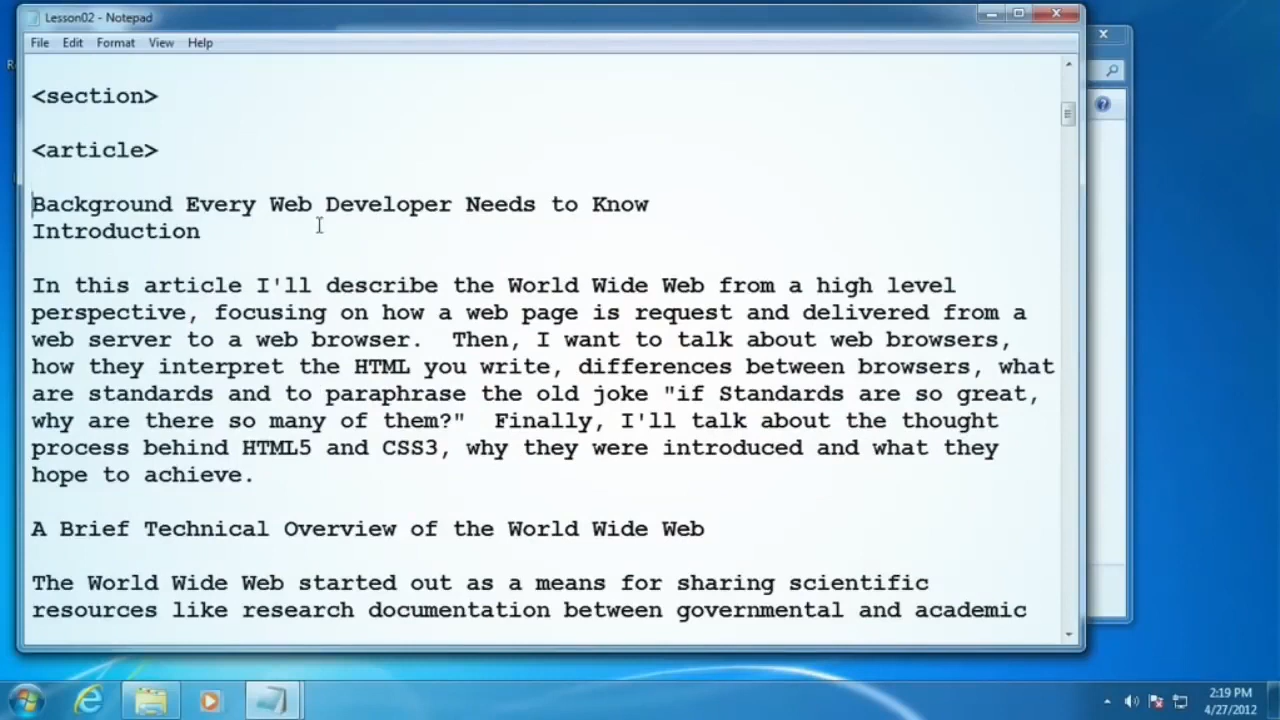 Lesson02 - Notepad
File Edit Format View Help
<section>
<article>
Background Every Web Developer Needs to Know
Introduction
In this article I'll describe the World Wide Web from a high level
perspective, focusing on how a web page is request and delivered from a
web server to a web browser.  Then, I want to talk about web browsers,
how they interpret the HTML you write, differences between browsers, what
are standards and to paraphrase the old joke "if Standards are so great,
why are there so many of them?"  Finally, I'll talk about the thought
process behind HTML5 and CSS3, why they were introduced and what they
hope to achieve.
A Brief Technical Overview of the World Wide Web
The World Wide Web started out as a means for sharing scientific
resources like research documentation between governmental and academic
2:19 PM
4/27/2012